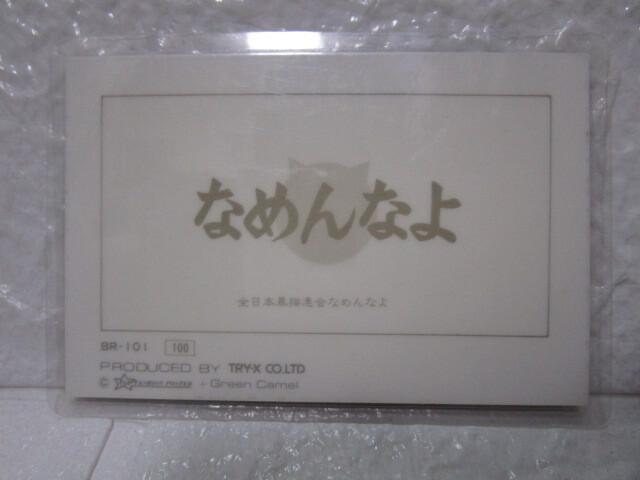 なめんなよ
全日本暴猫連合なめんなよ
BR-101 100
PRODUCED BY TRY-X CO.LTD
© + Green Camel